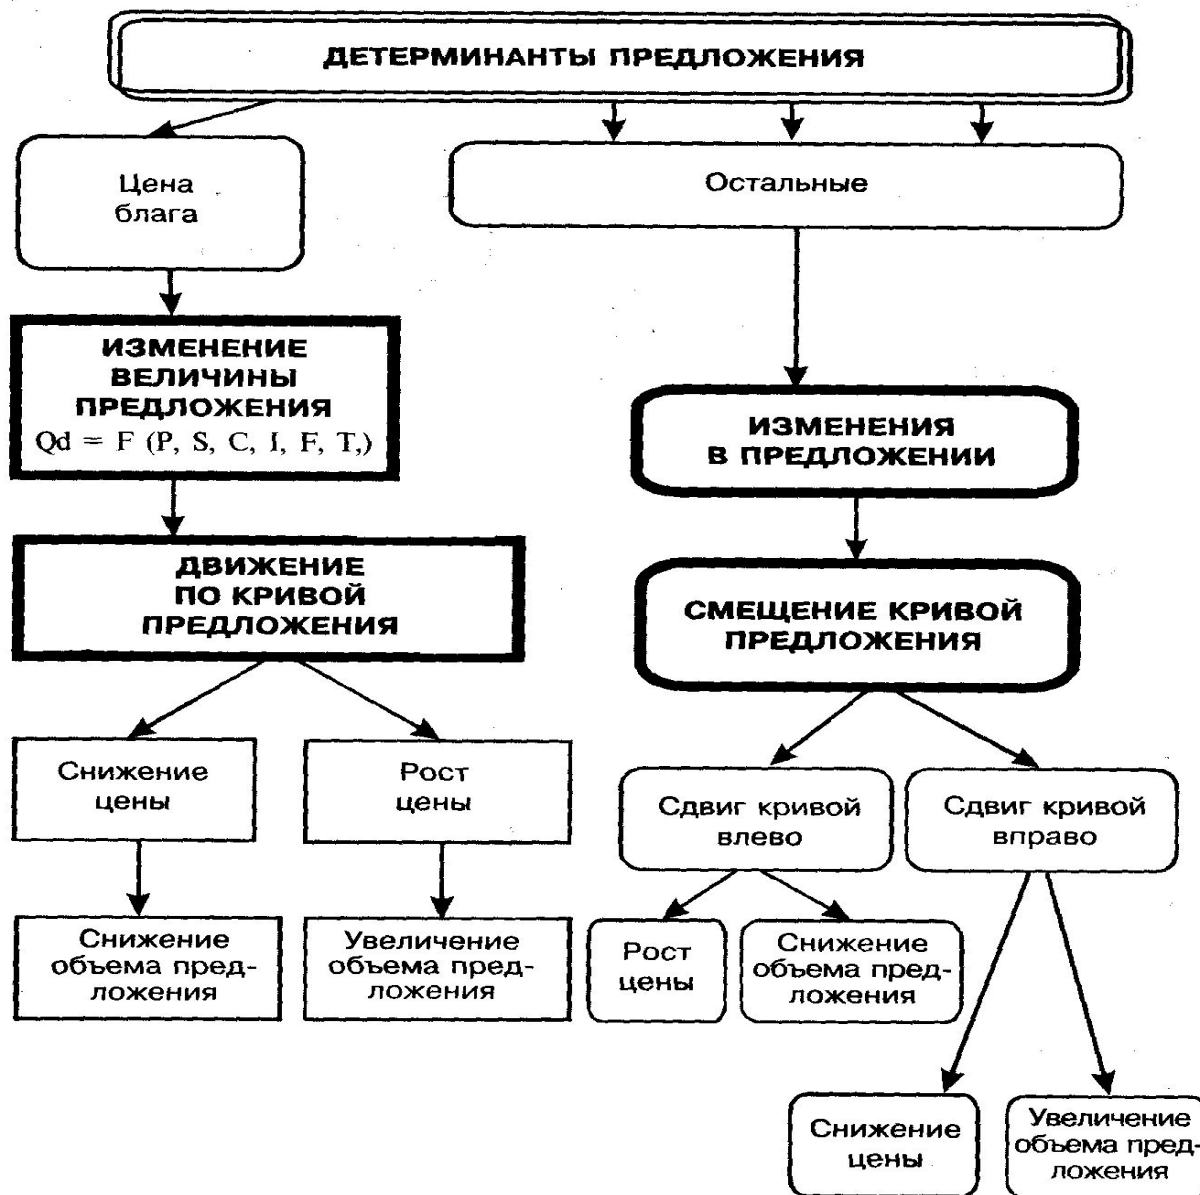 ДЕТЕРМИНАНТЫ ПРЕДЛОЖЕНИЯ
Цена
блага
Остальные
ИЗМЕНЕНИЕ
ВЕЛИЧИНЫ
ПРЕДЛОЖЕНИЯ
Qd = F (P, S, C, I, F, T,)
ИЗМЕНЕНИЯ
В ПРЕДЛОЖЕНИИ
ДВИЖЕНИЕ
ПО КРИВОЙ
ПРЕДЛОЖЕНИЯ
СМЕЩЕНИЕ КРИВОЙ
ПРЕДЛОЖЕНИЯ
Снижение
цены
Рост
цены
Сдвиг кривой
влево
Сдвиг кривой
вправо
Снижение
объема пред-
ложения
Увеличение
объема пред-
ложения
Рост
цены
Снижение
объема пред-
ложения
Снижение
цены
Увеличение
объема пред-
ложения